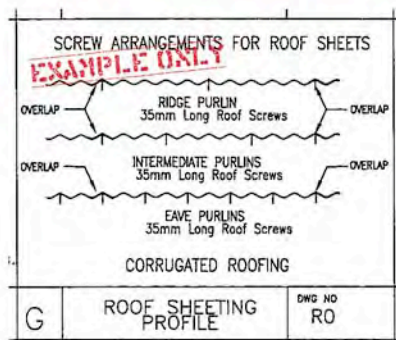 SCREW ARRANGEMENTS FOR ROOF SHEETS
EXAMPLE ONLY
RIDGE PURLIN
OVERLAP
35mm Long Roof Screws
OVERLAP
OVERLAP
INTERMEDIATE PURLINS
OVERLAP
35mm Long Roof Screws
EAVE PURLINS
35mm Long Roof Screws
CORRUGATED ROOFING
G
ROOF SHEETING
PROFILE
DWG NO
RO